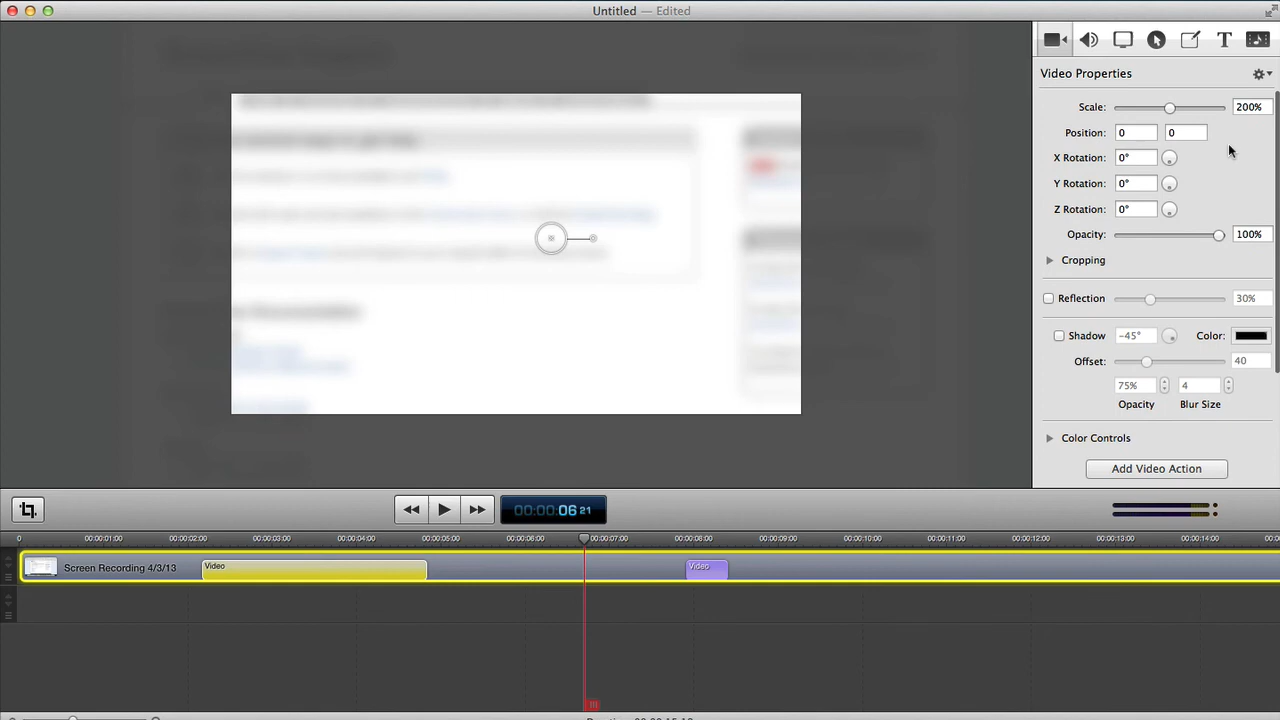 Untitled — Edited
Video Properties
Scale: 200%
Position: 0 0
X Rotation: 0°
Y Rotation: 0°
Z Rotation: 0°
Opacity: 100%
Cropping
Reflection 30%
Shadow -45° Color:
Offset: 40
75% 4
Opacity Blur Size
Color Controls
Add Video Action
00:00:06 21
0 00:00:01:00 00:00:02:00 00:00:03:00 00:00:04:00 00:00:05:00 00:00:06:00 00:00:07:00 00:00:08:00 00:00:09:00 00:00:10:00 00:00:11:00 00:00:12:00 00:00:13:00 00:00:14:00
Screen Recording 4/3/13 Video Video